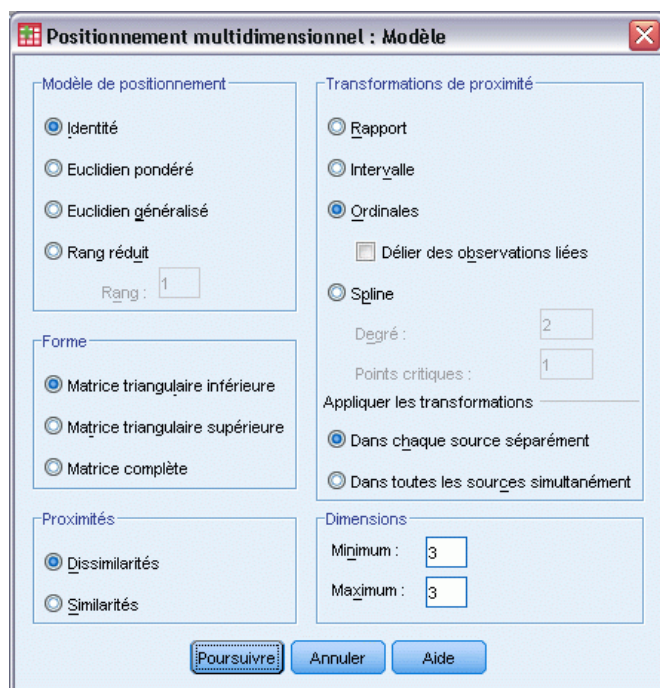 Positionnement multidimensionnel : Modèle
Modèle de positionnement
Identité
Euclidien pondéré
Euclidien généralisé
Rang réduit
Rang : 1
Forme
Matrice triangulaire inférieure
Matrice triangulaire supérieure
Matrice complète
Proximités
Dissimilarités
Similarités
Transformations de proximité
Rapport
Intervalle
Ordinales
Délier des observations liées
Spline
Degré : 2
Points critiques : 1
Appliquer les transformations
Dans chaque source séparément
Dans toutes les sources simultanément
Dimensions
Minimum : 3
Maximum : 3
Poursuivre
Annuler
Aide